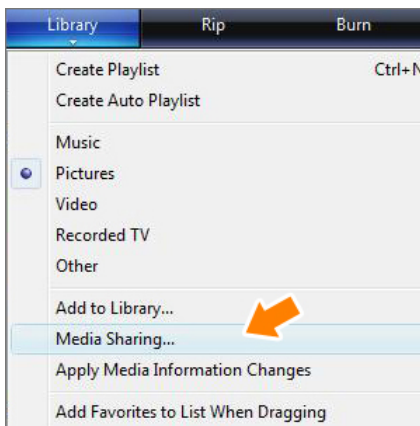 Library Rip Burn
Create Playlist Ctrl+N
Create Auto Playlist
Music
Pictures
Video
Recorded TV
Other
Add to Library...
Media Sharing...
Apply Media Information Changes
Add Favorites to List When Dragging